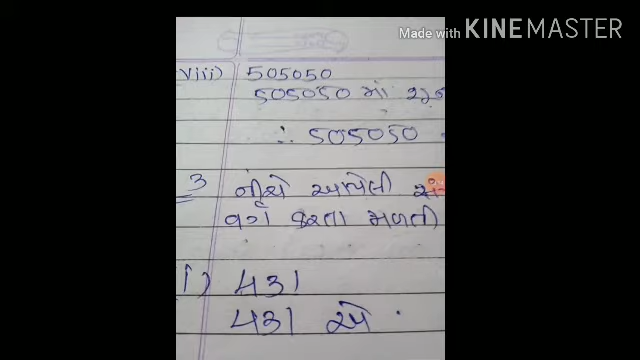 Made with KINEMASTER
viii) 505050
505050 માં
∴ 505050
3 નીચે આપેલી
વર્ગ કરતા મળતી
i) 431
431 એ